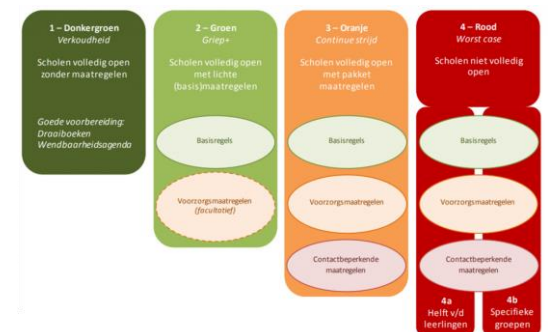 1 – Donkergroen
Verkoudheid
Scholen volledig open
zonder maatregelen
Goede voorbereiding:
Draaiboeken
Wendbaarheidsagenda
2 – Groen
Griep+
Scholen volledig open
met lichte
(basis)maatregelen
Basisregels
Voorzorgsmaatregelen
(facultatief)
3 – Oranje
Continue strijd
Scholen volledig open
met pakket
maatregelen
Basisregels
Voorzorgsmaatregelen
Contactbeperkende
maatregelen
4 – Rood
Worst case
Scholen niet volledig
open
Basisregels
Voorzorgsmaatregelen
Contactbeperkende
maatregelen
4a
Helft v/d
leerlingen
4b
Specifieke
groepen